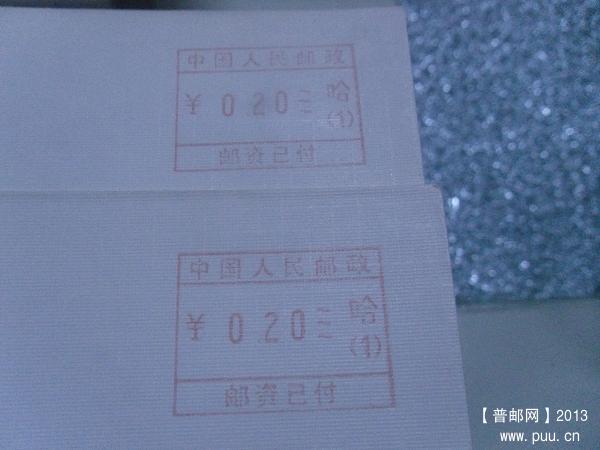 中国人民邮政
¥ 0 20 哈
(1)
邮资已付
中国人民邮政
¥ 0 20 哈
(1)
邮资已付
【普邮网】2013
www.puu.cn